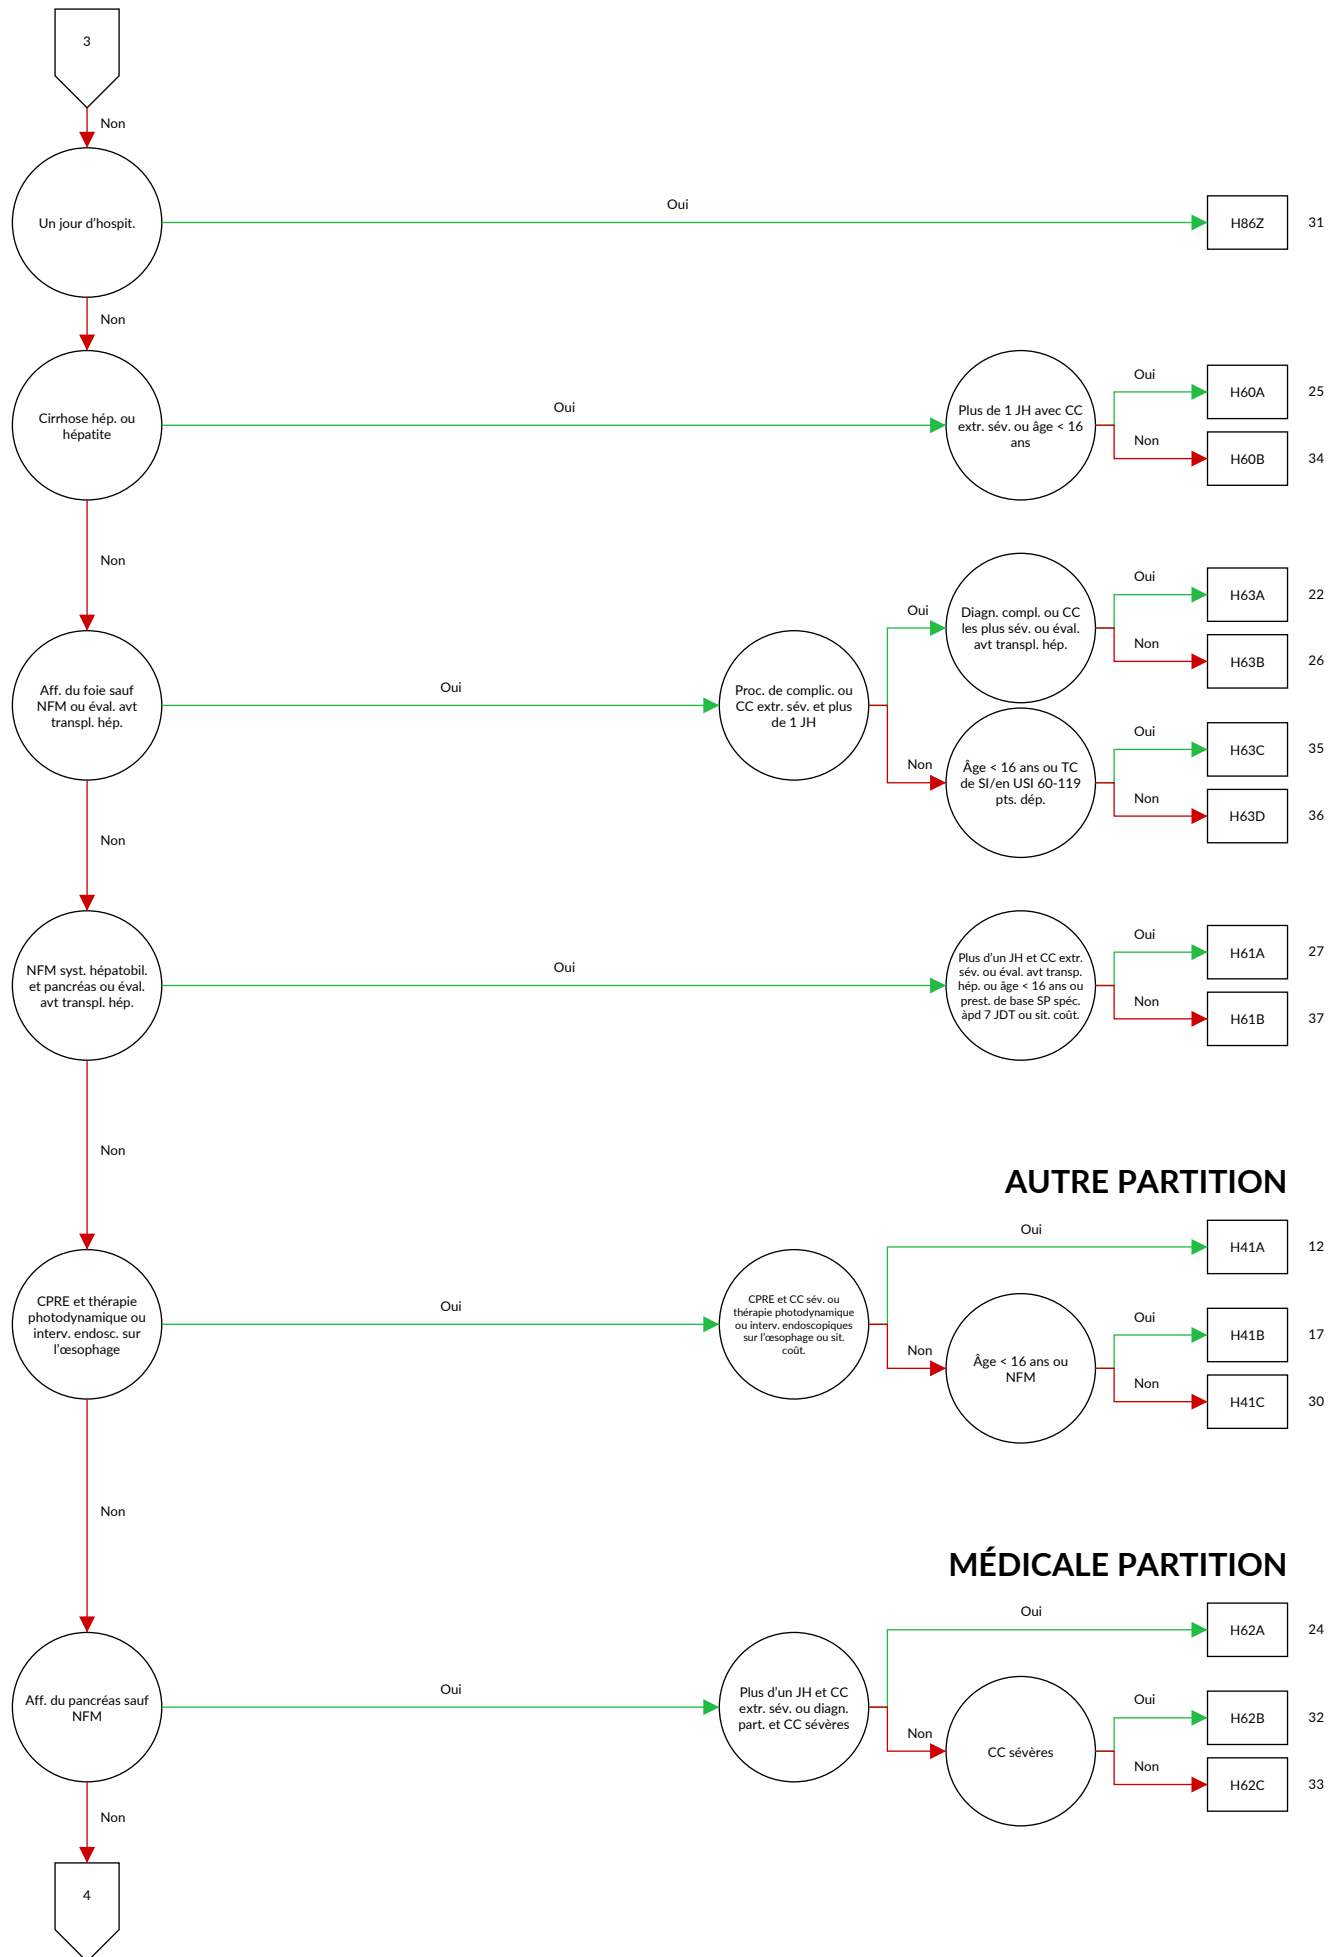 3
Non
Un jour d'hospit.
Oui
H86Z
31
Non
Cirrhose hép. ou
hépatite
Oui
Plus de 1 JH avec CC
extr. sév. ou âge < 16
ans
Oui
H60A
25
Non
H60B
34
Non
Aff. du foie sauf
NFM ou éval. avt
transpl. hép.
Oui
Proc. de complic. ou
CC extr. sév. et plus
de 1 JH
Oui
Diagn. compl. ou CC
les plus sév. ou éval.
avt transpl. hép.
Oui
H63A
22
Non
H63B
26
Non
Âge < 16 ans ou TC
de SI/en USI 60-119
pts. dép.
Oui
H63C
35
Non
H63D
36
Non
NFM syst. hépatobil.
et pancréas ou éval.
avt transpl. hép.
Oui
Plus d'un JH et CC extr.
sév. ou éval. avt transp.
hép. ou âge < 16 ans ou
prest. de base SP spéc.
àpd 7 JDT ou sit. coût.
Oui
H61A
27
Non
H61B
37
Non
AUTRE PARTITION
CPRE et thérapie
photodynamique ou
interv. endosc. sur
l'œsophage
Oui
CPRE et CC sév. ou
thérapie photodynamique
ou interv. endoscopiques
sur l'œsophage ou sit.
coût.
Oui
H41A
12
Non
Âge < 16 ans ou
NFM
Oui
H41B
17
Non
H41C
30
Non
MÉDICALE PARTITION
Aff. du pancréas sauf
NFM
Oui
Plus d'un JH et CC
extr. sév. ou diagn.
part. et CC sévères
Oui
H62A
24
Non
CC sévères
Oui
H62B
32
Non
H62C
33
Non
4